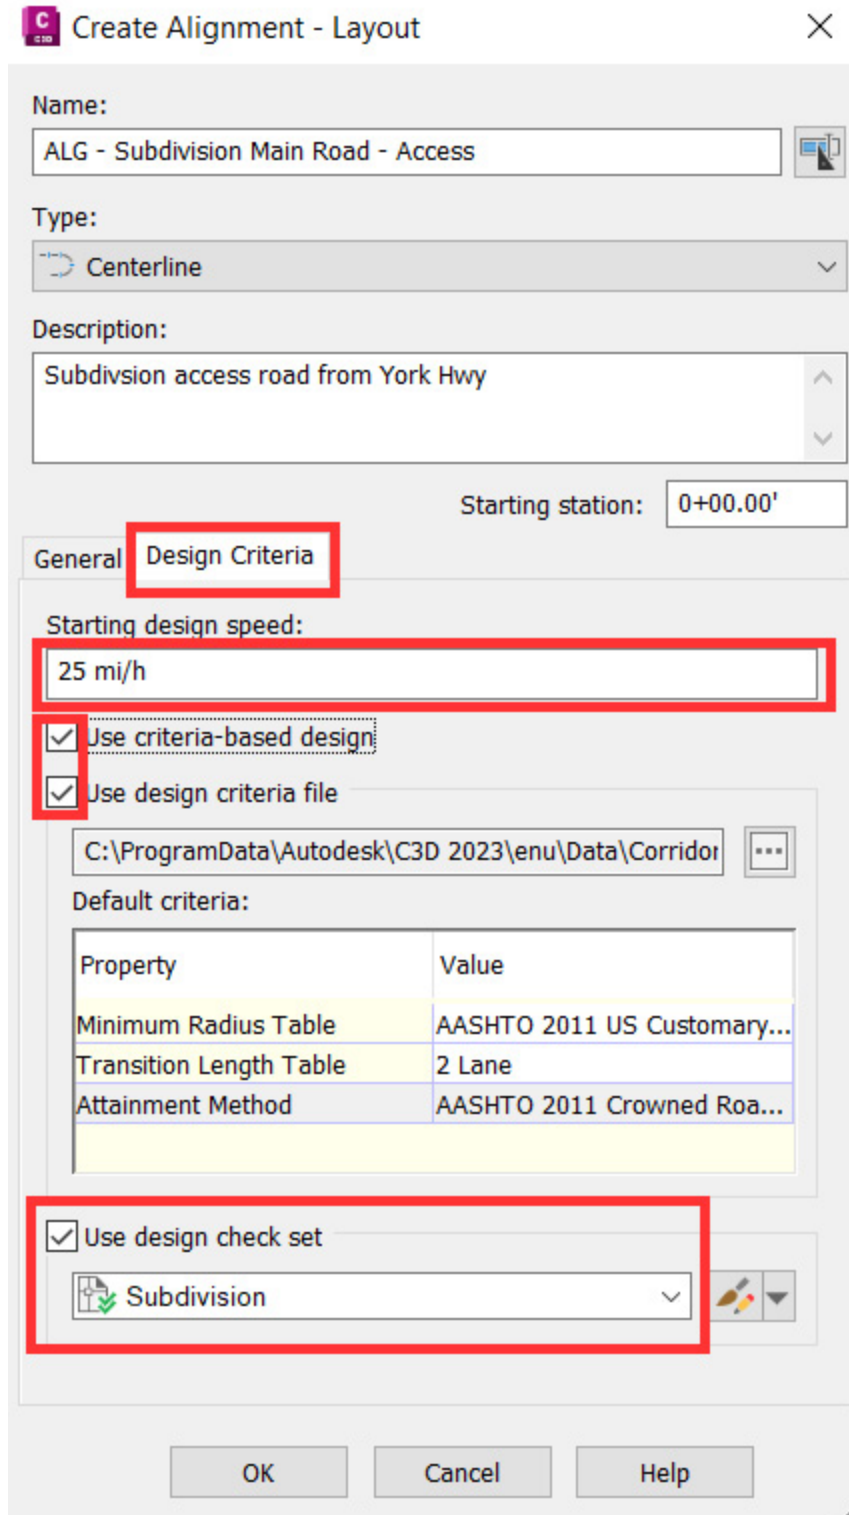 C
C3D
Create Alignment - Layout
Name:
ALG - Subdivision Main Road - Access
Type:
Centerline
Description:
Subdivsion access road from York Hwy
Starting station: 0+00.00'
General Design Criteria
Starting design speed:
25 mi/h
Use criteria-based design
Use design criteria file
C:\ProgramData\Autodesk\C3D 2023\enu\Data\Corridor
Default criteria:
Property Value
Minimum Radius Table AASHTO 2011 US Customary...
Transition Length Table 2 Lane
Attainment Method AASHTO 2011 Crowned Roa...
Use design check set
Subdivision
OK Cancel Help